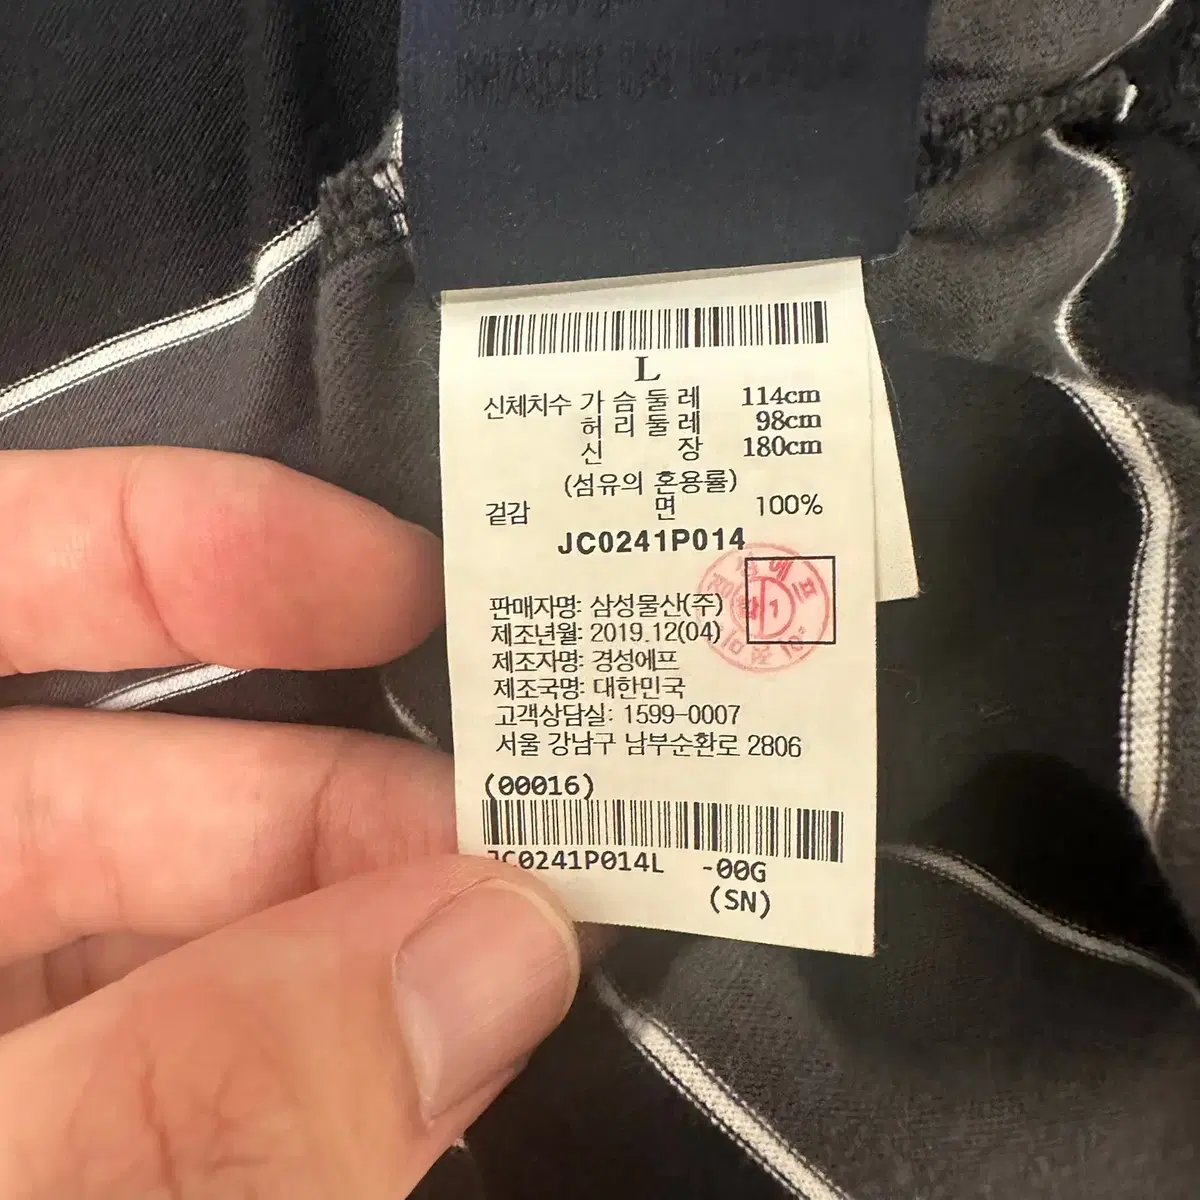 L
신체치수 가 슴 둘 레 114cm
허 리 둘 레 98cm
신 장 180cm
(섬유의 혼용률)
겉감 면 100%
JC0241P014
판매자명: 삼성물산(주)
제조년월: 2019.12(04)
제조자명: 경성에프
제조국명: 대한민국
고객상담실: 1599-0007
서울 강남구 남부순환로 2806
(00016)
JC0241P014L -00G
(SN)